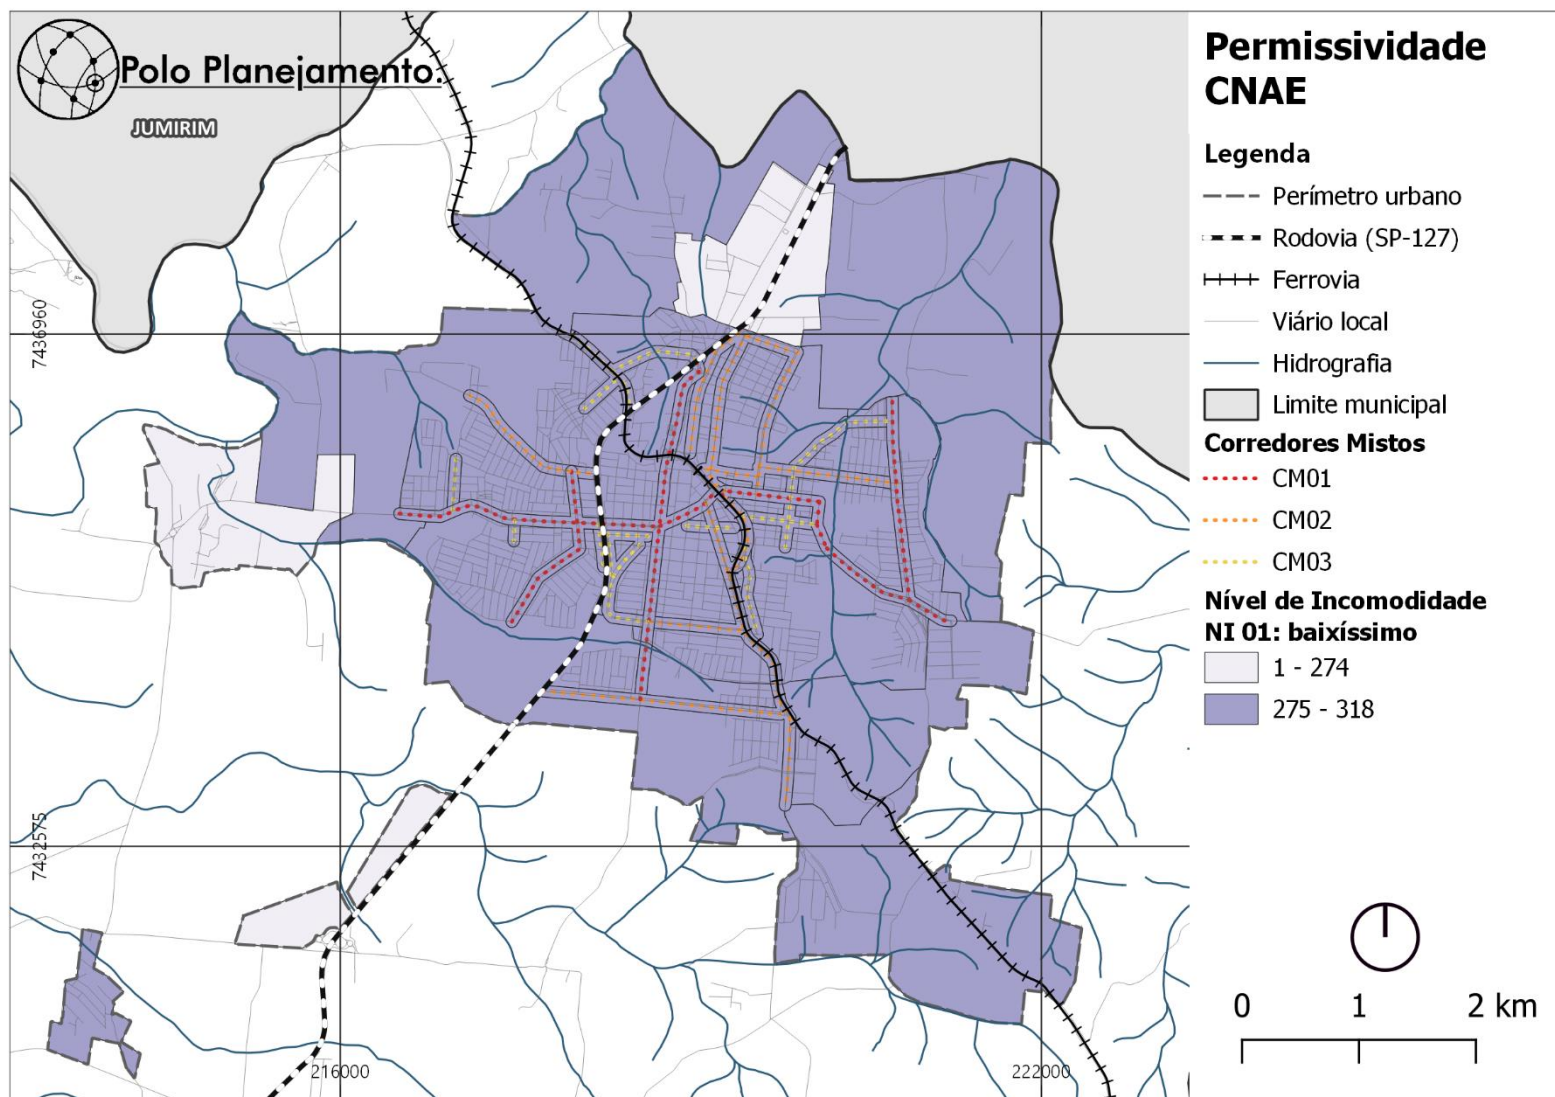 Polo Planejamento.
JUMIRIM
7436960
7432575
216000
222000
Permissividade
CNAE
Legenda
Perímetro urbano
Rodovia (SP-127)
Ferrovia
Viário local
Hidrografia
Limite municipal
Corredores Mistos
CM01
CM02
CM03
Nível de Incomodidade
NI 01: baixíssimo
1 - 274
275 - 318
0 1 2 km